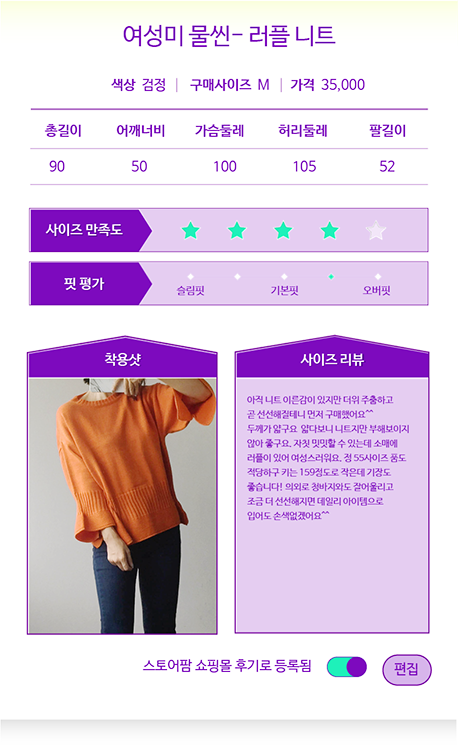 여성미 물씬- 러플 니트
색상 검정 | 구매사이즈 M | 가격 35,000
총길이 어깨너비 가슴둘레 허리둘레 팔길이
90 50 100 105 52
사이즈 만족도
핏 평가
슬림핏 기본핏 오버핏
착용샷
사이즈 리뷰
아직 니트 이른감이 있지만 더위 주춤하고
곧 선선해질테니 먼저 구매했어요^^
두께가 얇구요 얇다보니 니트지만 부해보이지
않아 좋구요. 자칫 밋밋할 수 있는데 소매에
러플이 있어 여성스러워요. 정 55사이즈 품도
적당하구 키는 159정도로 작은데 기장도
좋습니다! 의외로 청바지와도 잘어울리고
조금 더 선선해지면 데일리 아이템으로
입어도 손색없겠어요^^
스토어팜 쇼핑몰 후기로 등록됨
편집